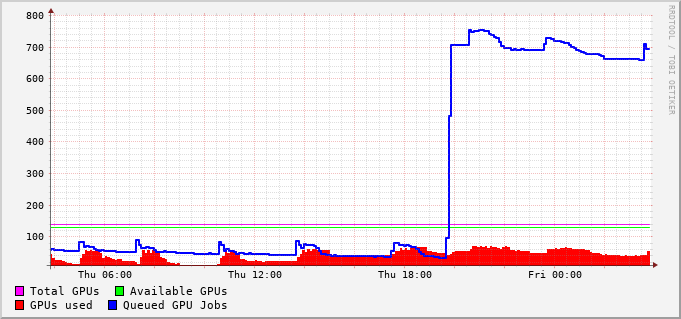 800
700
600
500
400
300
200
100
Thu 06:00 Thu 12:00 Thu 18:00 Fri 00:00
Total GPUs Available GPUs
GPUs used Queued GPU Jobs
RRDTOOL / TOBI OETIKER